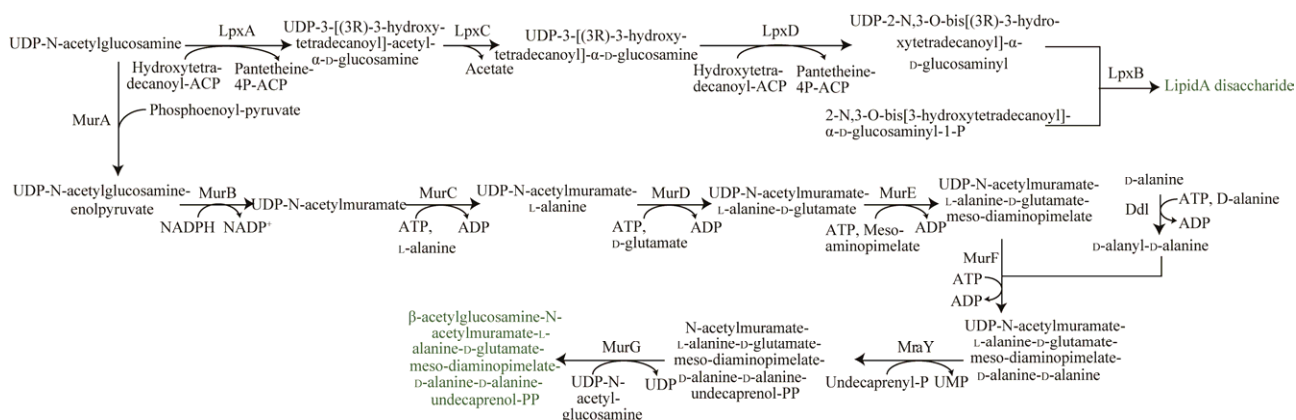 UDP-N-acetylglucosamine
LpxA
Hydroxytetra-
decanoyl-ACP
Pantetheine-
4P-ACP
UDP-3-[(3R)-3-hydroxy-
tetradecanoyl]-acetyl-
α-D-glucosamine
LpxC
Acetate
UDP-3-[(3R)-3-hydroxy-
tetradecanoyl]-α-D-glucosamine
LpxD
Hydroxytetra-
decanoyl-ACP
Pantetheine-
4P-ACP
UDP-2-N,3-O-bis[(3R)-3-hydro-
xytetradecanoyl]-α-
D-glucosaminyl
LpxB
LipidA disaccharide
2-N,3-O-bis[3-hydroxytetradecanoyl]-
α-D-glucosaminyl-1-P
MurA
Phosphoenoyl-pyruvate
UDP-N-acetylglucosamine-
enolpyruvate
MurB
NADPH NADP⁺
UDP-N-acetylmuramate
MurC
ATP,
L-alanine
ADP
UDP-N-acetylmuramate-
L-alanine
MurD
ATP,
D-glutamate
ADP
UDP-N-acetylmuramate-
L-alanine-D-glutamate
MurE
ATP, Meso-
aminopimelate
ADP
UDP-N-acetylmuramate-
L-alanine-D-glutamate-
meso-diaminopimelate
D-alanine
Ddl
ATP, D-alanine
ADP
D-alanyl-D-alanine
MurF
ATP
ADP
UDP-N-acetylmuramate-
L-alanine-D-glutamate-
meso-diaminopimelate-
D-alanine-D-alanine
MraY
Undecaprenyl-P UMP
N-acetylmuramate-
L-alanine-D-glutamate-
meso-diaminopimelate-
D-alanine-D-alanine-
undecaprenol-PP
MurG
UDP-N-
acetyl-
glucosamine
UDP
β-acetylglucosamine-N-
acetylmuramate-L-
alanine-D-glutamate-
meso-diaminopimelate-
D-alanine-D-alanine-
undecaprenol-PP